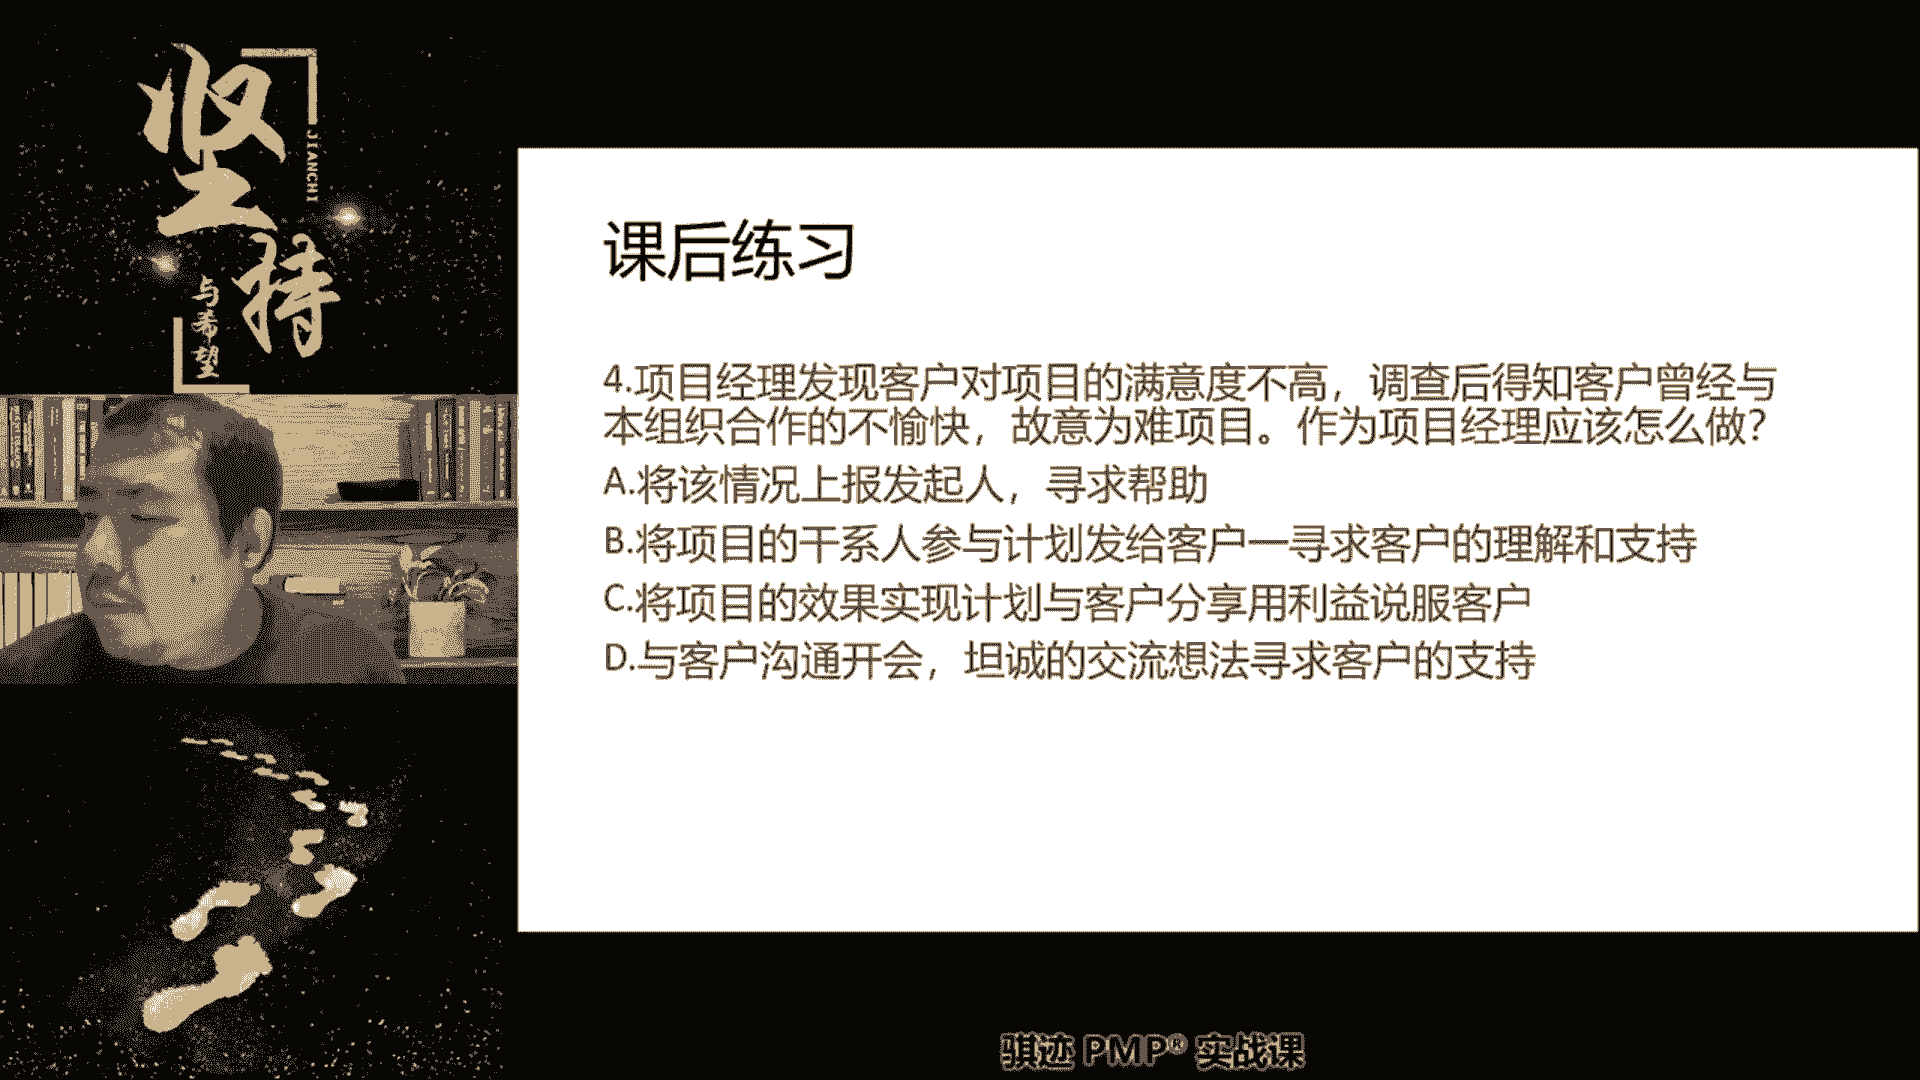 坚持
JIANCHI
与希望
课后练习
4.项目经理发现客户对项目的满意度不高，调查后得知客户曾经与
本组织合作的不愉快，故意为难项目。作为项目经理应该怎么做？
A.将该情况上报发起人，寻求帮助
B.将项目的干系人参与计划发给客户一寻求客户的理解和支持
C.将项目的效果实现计划与客户分享用利益说服客户
D.与客户沟通开会，坦诚的交流想法寻求客户的支持
骐迹 PMP® 实战课